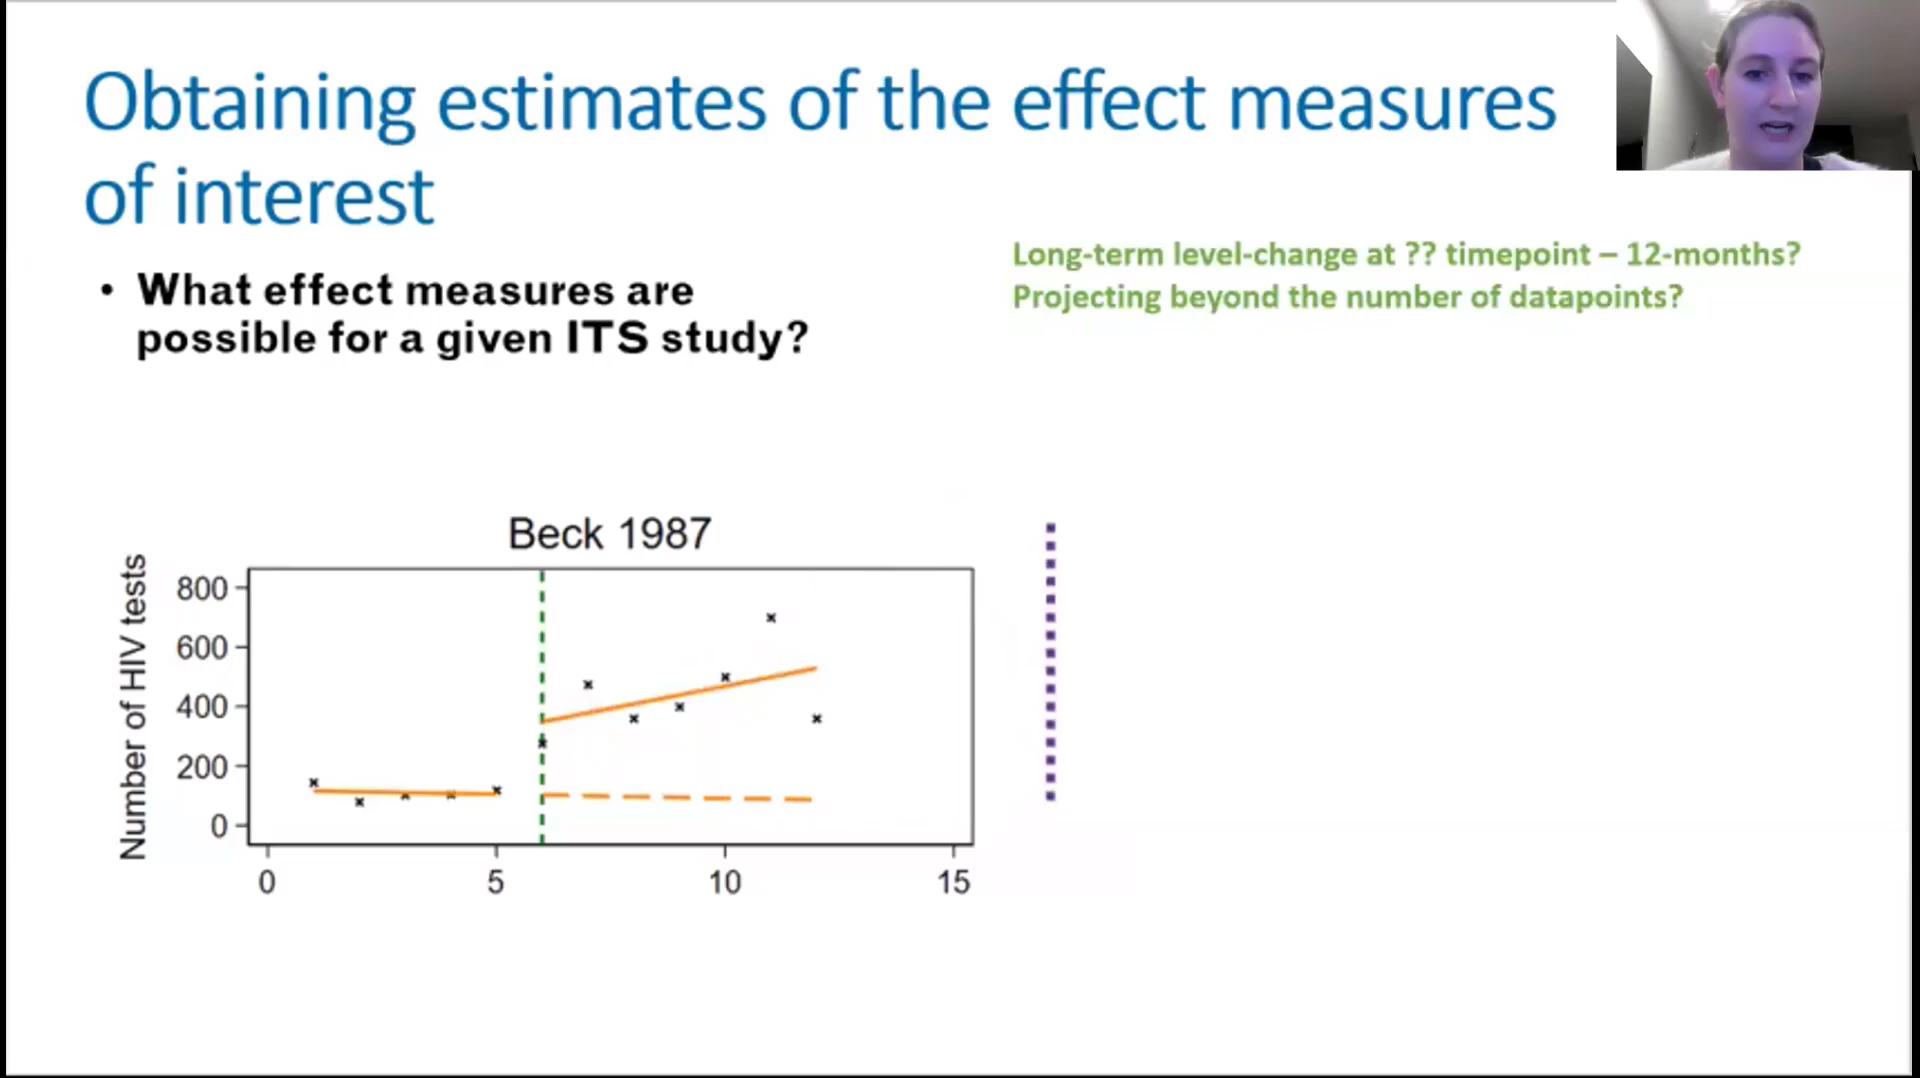 Obtaining estimates of the effect measures
of interest
Long-term level-change at ?? timepoint – 12-months?
Projecting beyond the number of datapoints?
• What effect measures are
possible for a given ITS study?
Beck 1987
Number of HIV tests
800
600
400
200
0
0 5 10 15